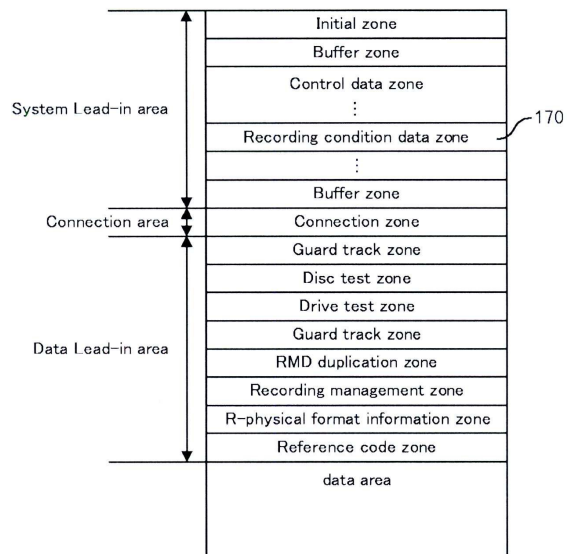 Initial zone
Buffer zone
Control data zone
⋮
System Lead-in area
Recording condition data zone
170
⋮
Buffer zone
Connection area
Connection zone
Guard track zone
Disc test zone
Drive test zone
Guard track zone
Data Lead-in area
RMD duplication zone
Recording management zone
R-physical format information zone
Reference code zone
data area